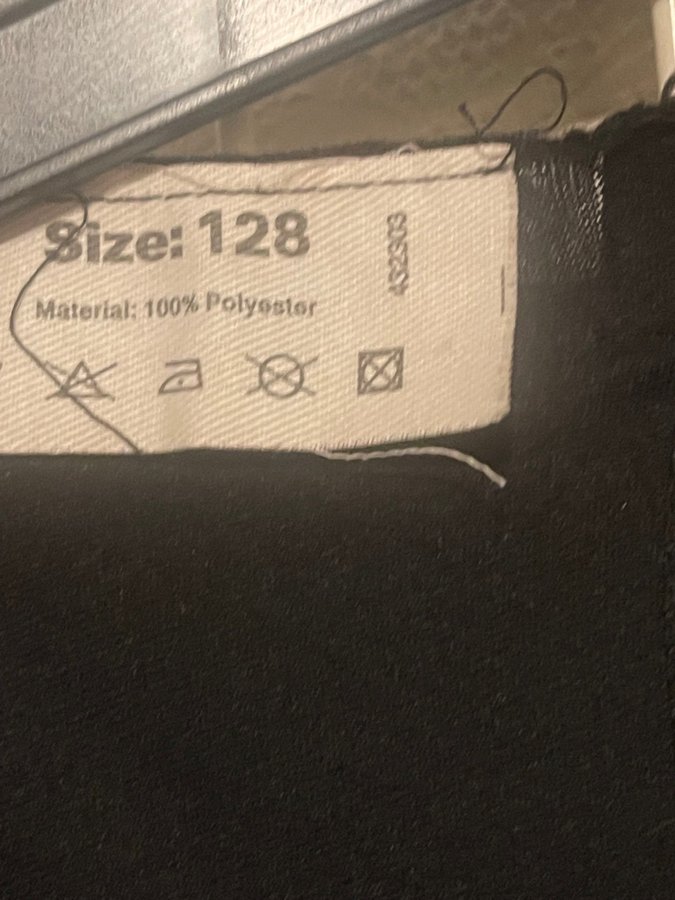 Size: 128
432303
Material: 100% Polyester